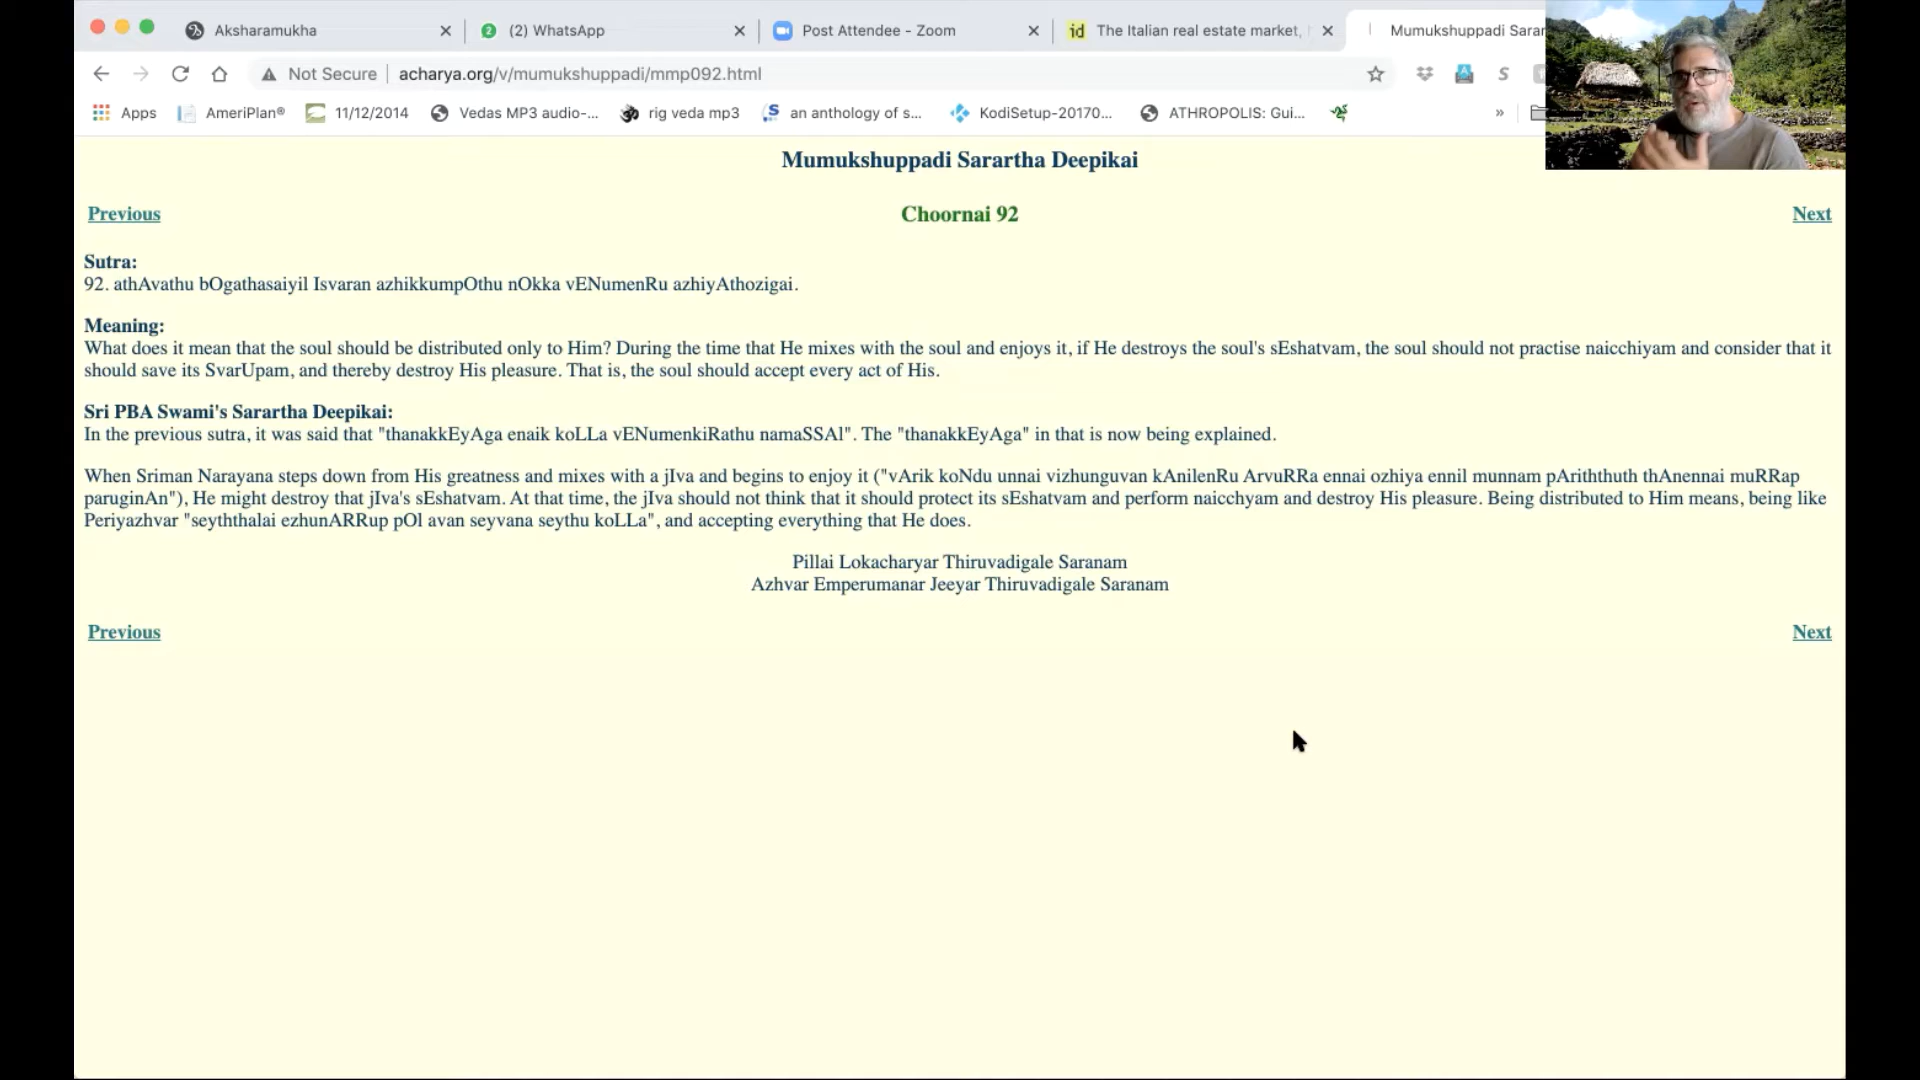 Aksharamukha
(2) WhatsApp
Post Attendee - Zoom
id The Italian real estate market,
Mumukshuppadi Sarar
Not Secure acharya.org/v/mumukshuppadi/mmp092.html
Apps AmeriPlan® 11/12/2014 Vedas MP3 audio-... rig veda mp3 an anthology of s... KodiSetup-20170... ATHROPOLIS: Gui... »
Mumukshuppadi Sarartha Deepikai
Previous Choornai 92 Next
Sutra:
92. athAvathu bOgathasaiyil Isvaran azhikkumpOthu nOkka vENumenRu azhiyAthozigai.
Meaning:
What does it mean that the soul should be distributed only to Him? During the time that He mixes with the soul and enjoys it, if He destroys the soul's sEshatvam, the soul should not practise naicchiyam and consider that it
should save its SvarUpam, and thereby destroy His pleasure. That is, the soul should accept every act of His.
Sri PBA Swami's Sarartha Deepikai:
In the previous sutra, it was said that "thanakkEyAga enaik koLLa vENumenkiRathu namaSSAl". The "thanakkEyAga" in that is now being explained.
When Sriman Narayana steps down from His greatness and mixes with a jIva and begins to enjoy it ("vArik koNdu unnai vizhunguvan kAnilenRu ArvuRRa ennai ozhiya ennil munnam pAriththuth thAnennai muRRap
paruginAn"), He might destroy that jIva's sEshatvam. At that time, the jIva should not think that it should protect its sEshatvam and perform naicchyam and destroy His pleasure. Being distributed to Him means, being like
Periyazhvar "seyththalai ezhunARRup pOl avan seyvana seythu koLLa", and accepting everything that He does.
Pillai Lokacharyar Thiruvadigale Saranam
Azhvar Emperumanar Jeeyar Thiruvadigale Saranam
Previous Next